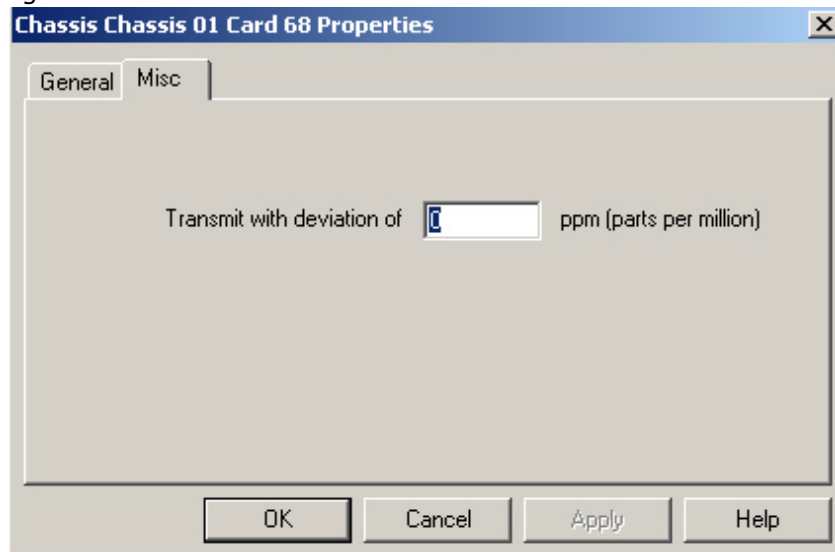 Chassis Chassis 01 Card 68 Properties
General Misc
Transmit with deviation of 0 ppm (parts per million)
OK Cancel Apply Help